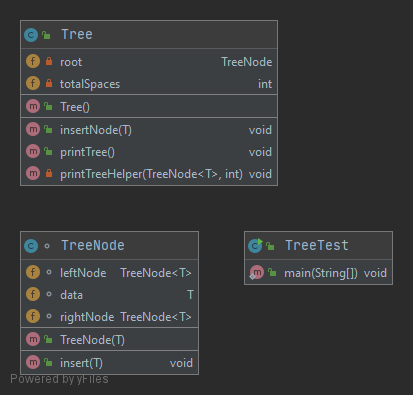 Tree
root TreeNode
totalSpaces int
Tree()
insertNode(T) void
printTree() void
printTreeHelper(TreeNode<T>, int) void
TreeNode
leftNode TreeNode<T>
data T
rightNode TreeNode<T>
TreeNode(T)
insert(T) void
TreeTest
main(String[]) void
Powered by yFiles